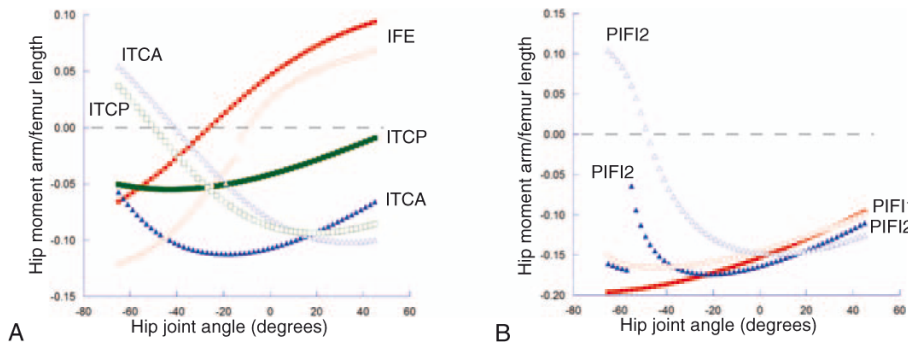 Hip moment arm/femur length
0.10
0.05
0.00
-0.05
-0.10
-0.15
ITCA
ITCP
IFE
ITCP
ITCA
-80 -60 -40 -20 0 20 40 60
A
Hip joint angle (degrees)
Hip moment arm/femur length
0.15
0.10
0.05
0.00
-0.05
-0.10
-0.15
-0.20
PIFI2
PIFI2
PIFI1
PIFI2
-80 -60 -40 -20 0 20 40 60
B
Hip joint angle (degrees)